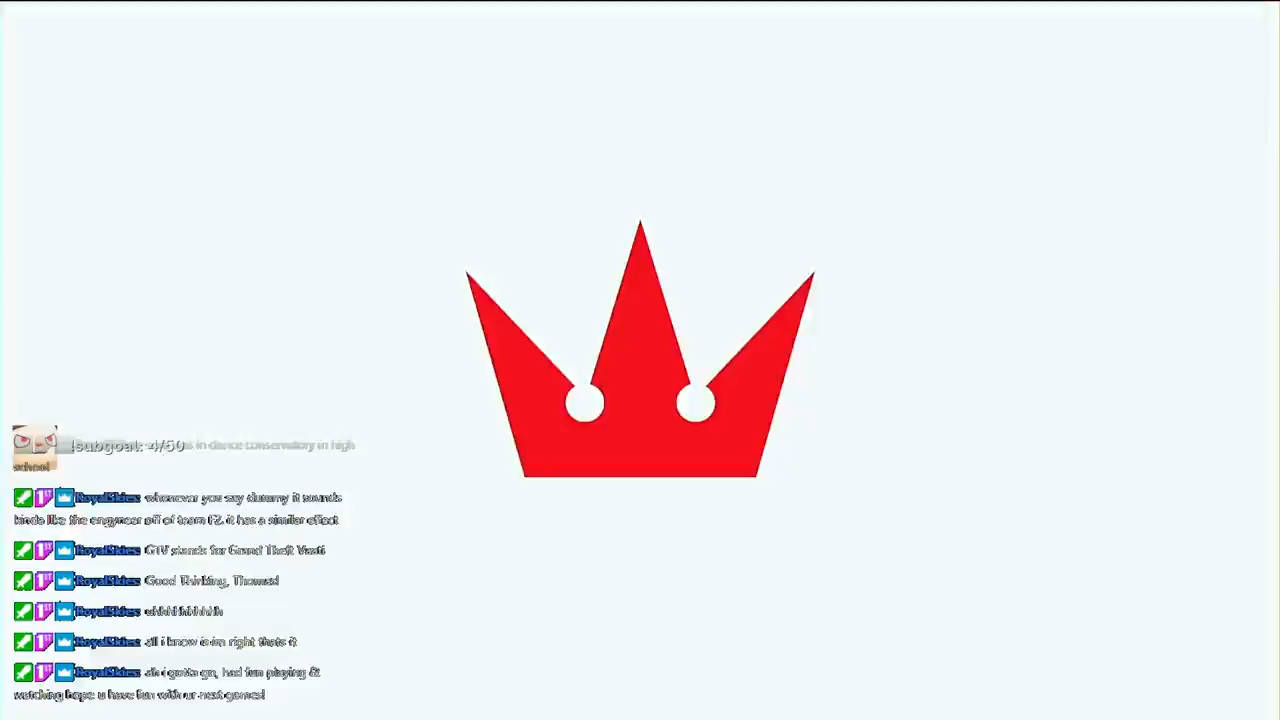 !subgoal: 4/50
in dance conservatory in high
school
RoyalSkies: whenever you say dummy it sounds
kinda like the engyneer off of team F2. it has a similar effect
RoyalSkies: GTV stands for Grand Theft
RoyalSkies: Good Thinking, Thomas!
RoyalSkies: uhhhhhhhhhh
RoyalSkies: all i know is im right thats it
RoyalSkies: ah i gotta go, had fun playing &
watching hope u have fun with ur next games!